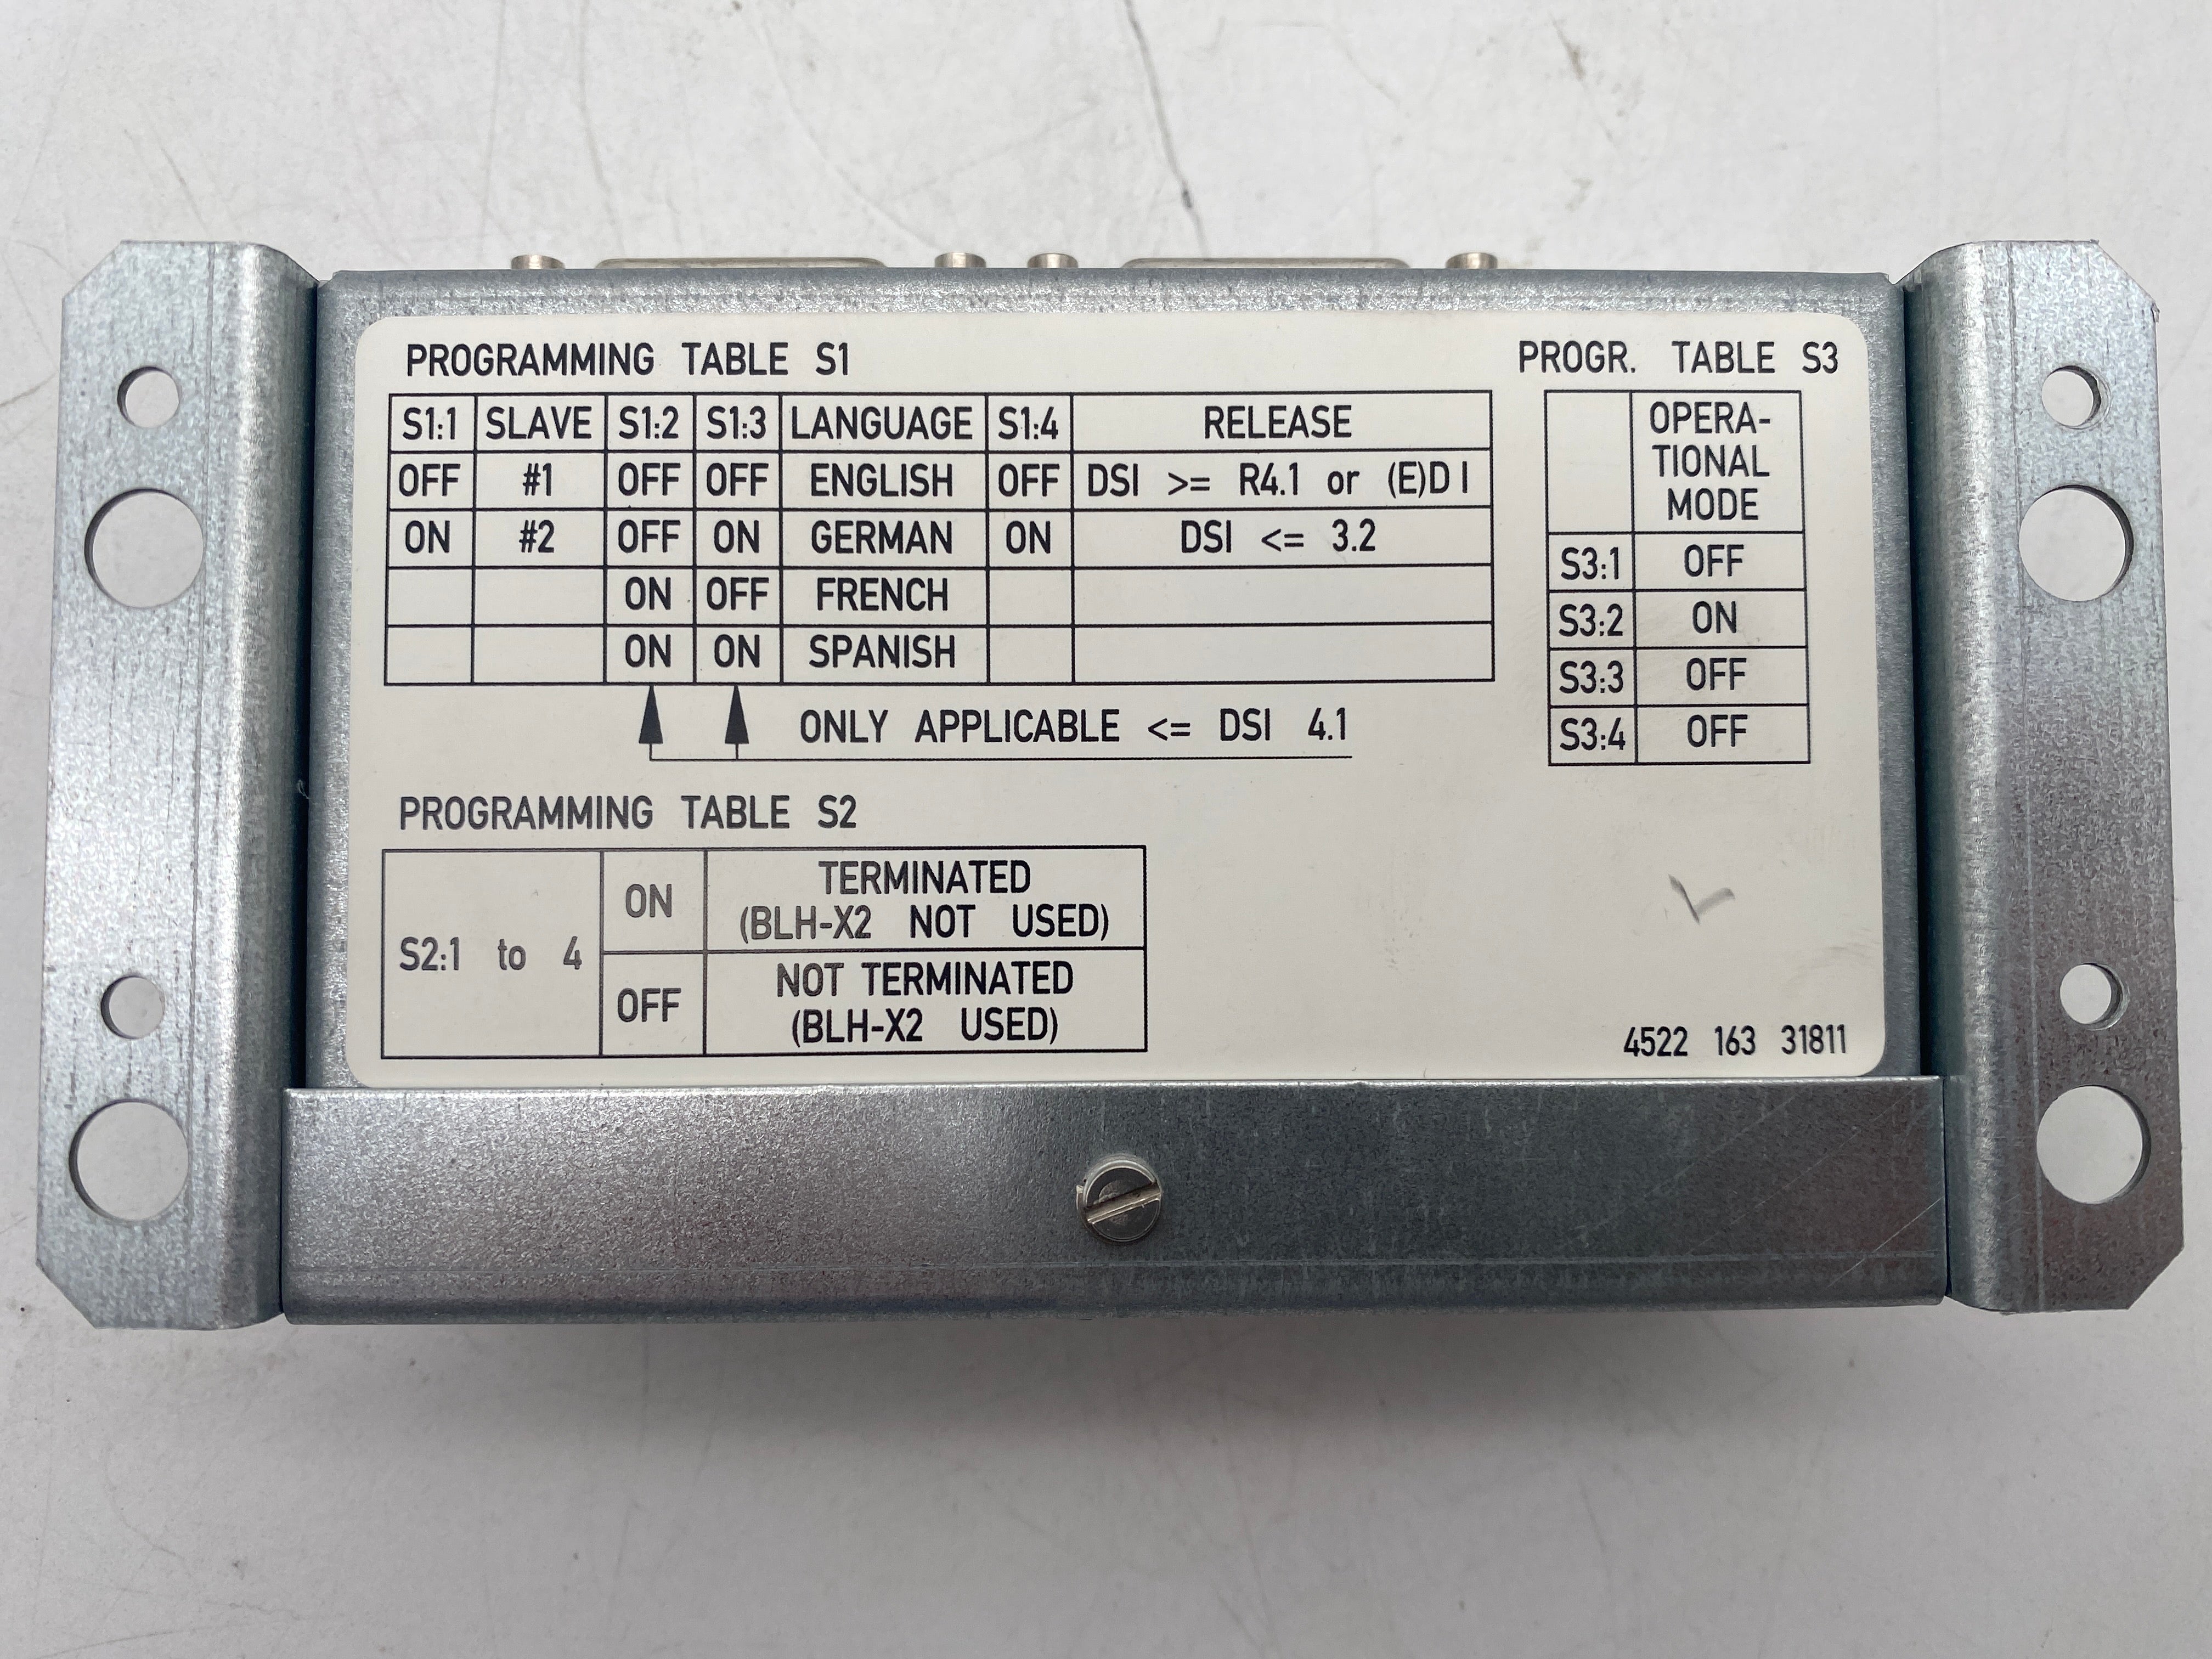 PROGRAMMING TABLE S1
S1:1 SLAVE S1:2 S1:3 LANGUAGE S1:4 RELEASE
OFF #1 OFF OFF ENGLISH OFF DSI >= R4.1 or (E)D I
ON #2 OFF ON GERMAN ON DSI <= 3.2
ON OFF FRENCH
ON ON SPANISH
ONLY APPLICABLE <= DSI 4.1
PROGR. TABLE S3
OPERA-
TIONAL
MODE
S3:1 OFF
S3:2 ON
S3:3 OFF
S3:4 OFF
PROGRAMMING TABLE S2
S2:1 to 4
ON TERMINATED
(BLH-X2 NOT USED)
OFF NOT TERMINATED
(BLH-X2 USED)
4522 163 31811